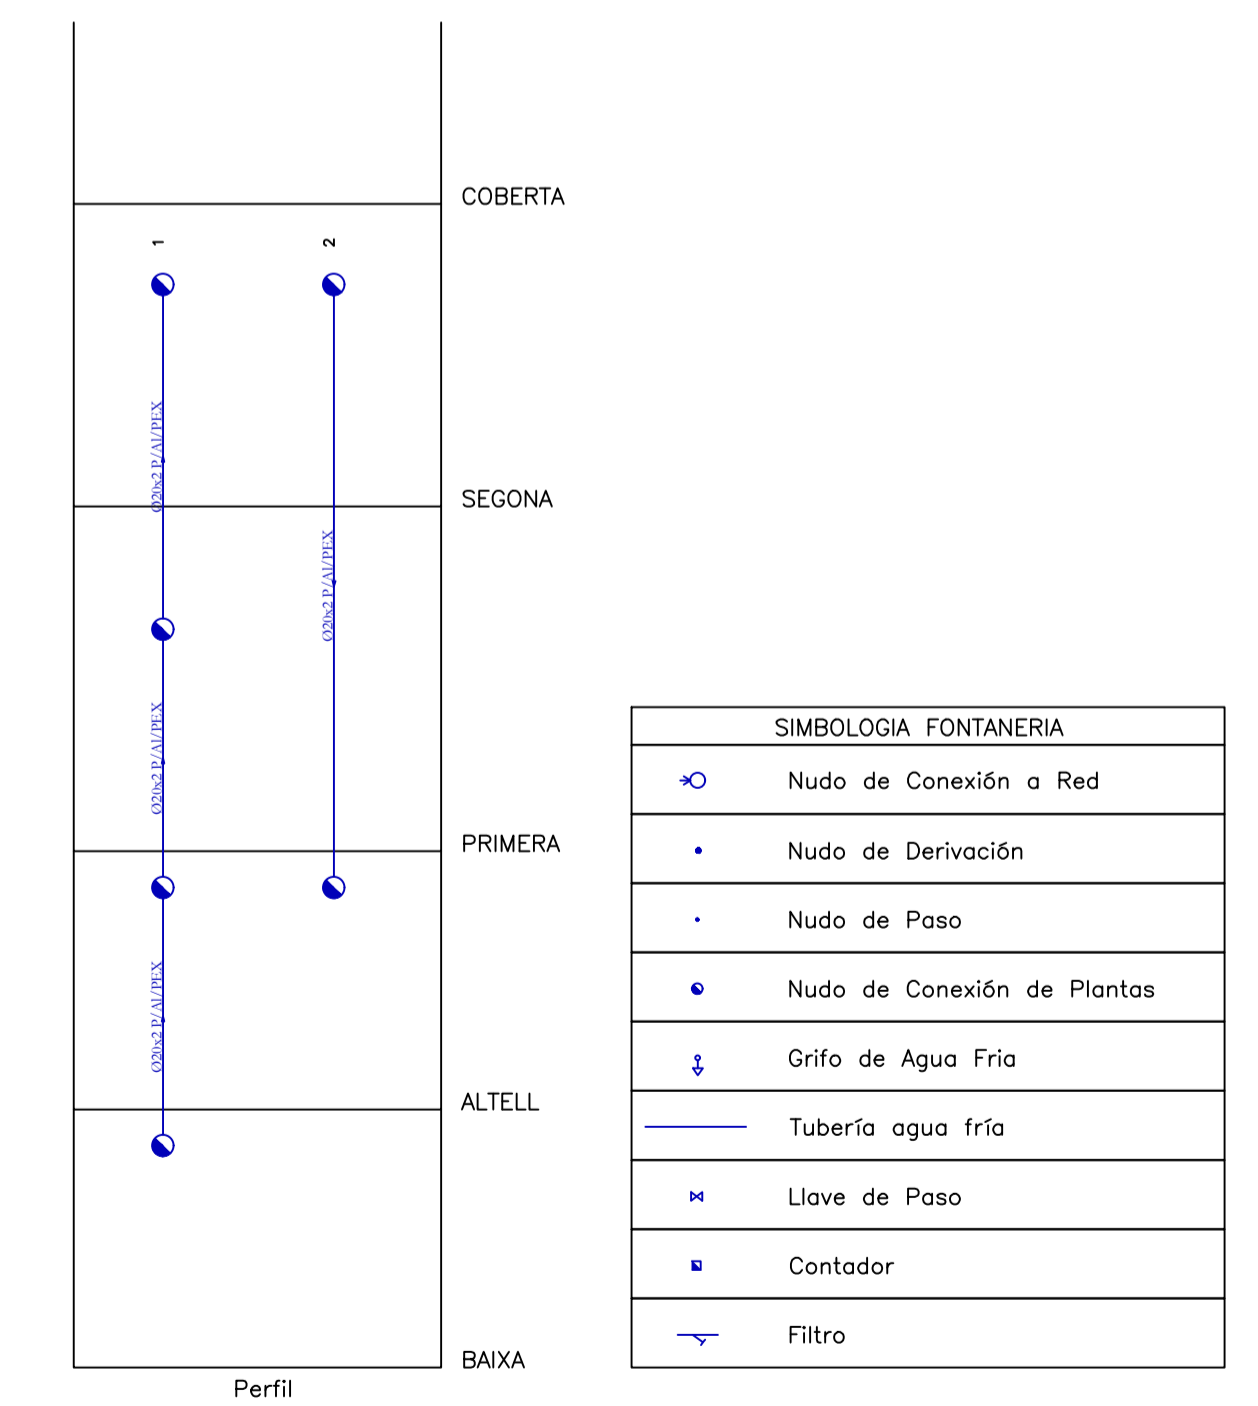 COBERTA
1
2
Ø20x2 P/Al/PEX
SEGONA
Ø20x2 P/Al/PEX
Ø20x2 P/Al/PEX
PRIMERA
Ø20x2 P/Al/PEX
ALTELL
BAIXA
Perfil
SIMBOLOGIA FONTANERIA
Nudo de Conexión a Red
Nudo de Derivación
Nudo de Paso
Nudo de Conexión de Plantas
Grifo de Agua Fria
Tubería agua fría
Llave de Paso
Contador
Filtro